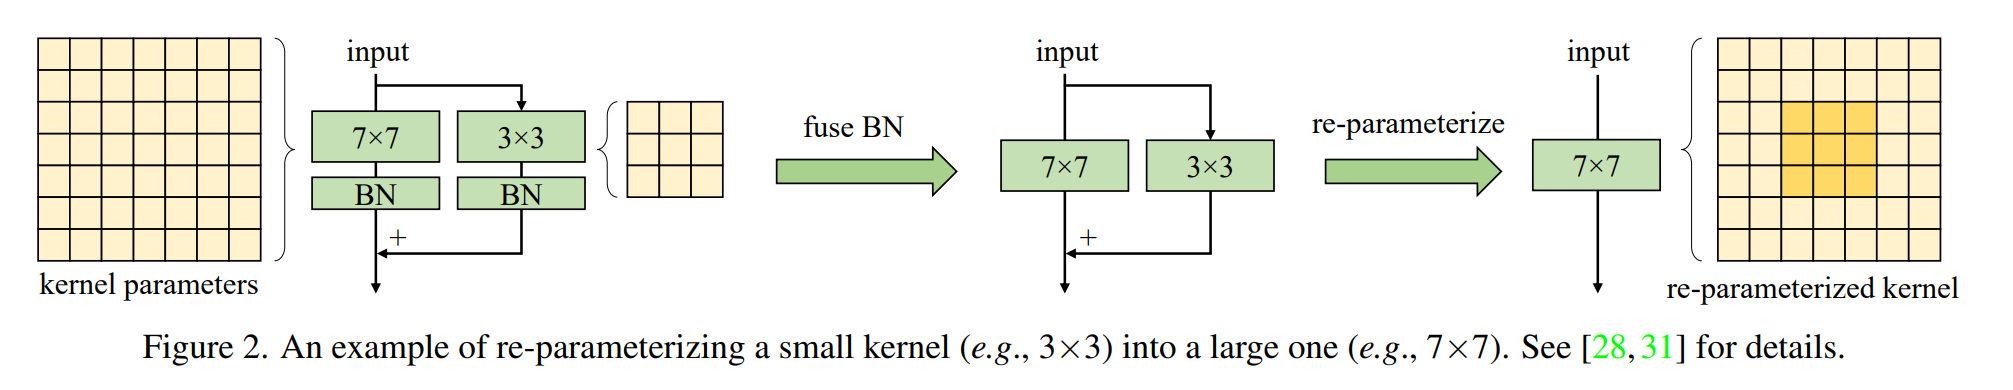 input
7×7
3×3
BN
BN
+
kernel parameters
fuse BN
input
7×7
3×3
+
re-parameterize
input
7×7
re-parameterized kernel
Figure 2. An example of re-parameterizing a small kernel (e.g., 3×3) into a large one (e.g., 7×7). See [28, 31] for details.